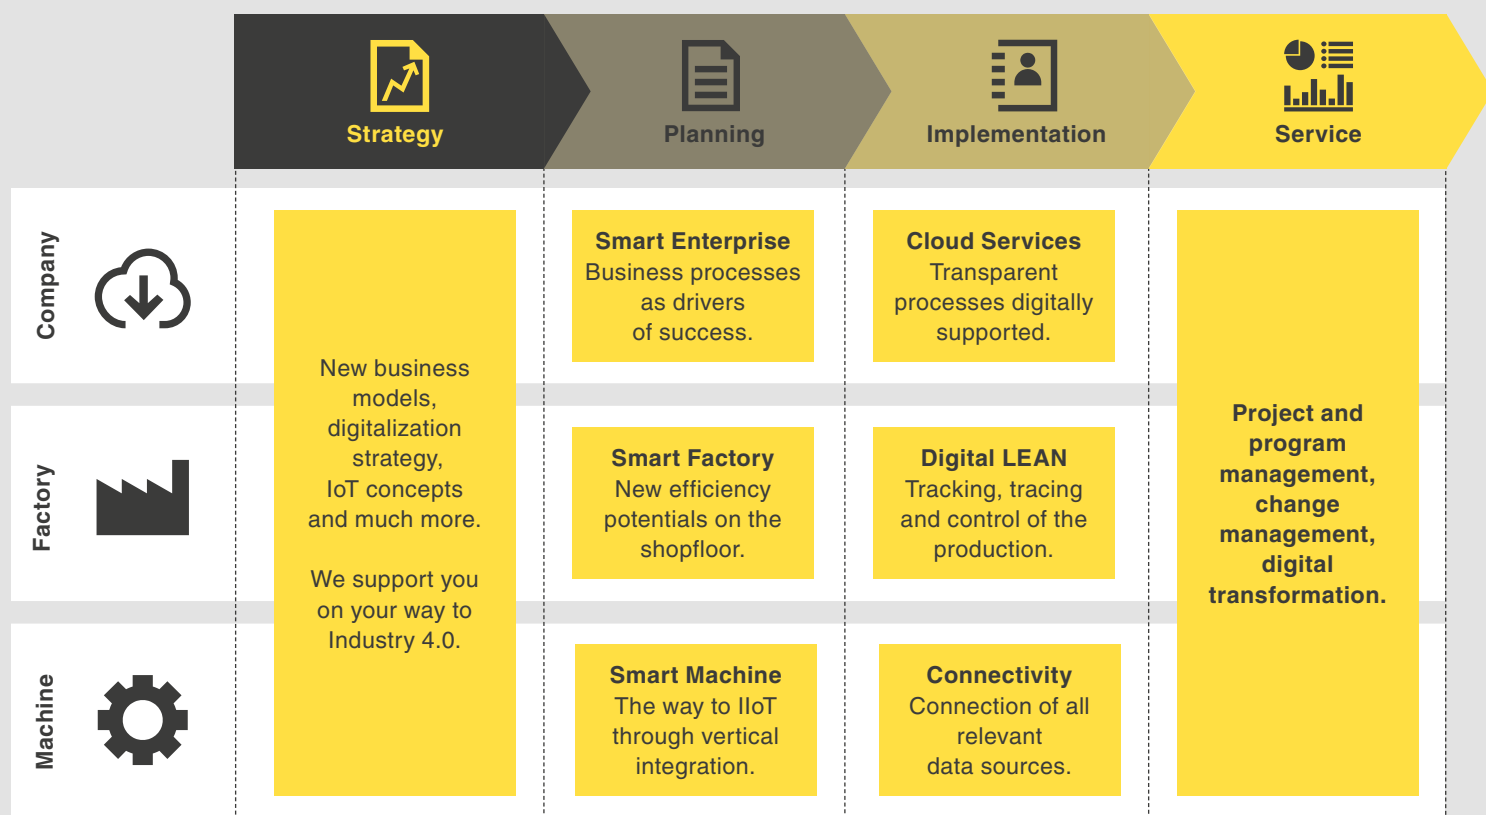 Strategy
Planning
Implementation
Service
Company
Factory
Machine
New business
models,
digitalization
strategy,
IoT concepts
and much more.
We support you
on your way to
Industry 4.0.
Smart Enterprise
Business processes
as drivers
of success.
Cloud Services
Transparent
processes digitally
supported.
Smart Factory
New efficiency
potentials on the
shopfloor.
Digital LEAN
Tracking, tracing
and control of the
production.
Smart Machine
The way to IIoT
through vertical
integration.
Connectivity
Connection of all
relevant
data sources.
Project and
program
management,
change
management,
digital
transformation.